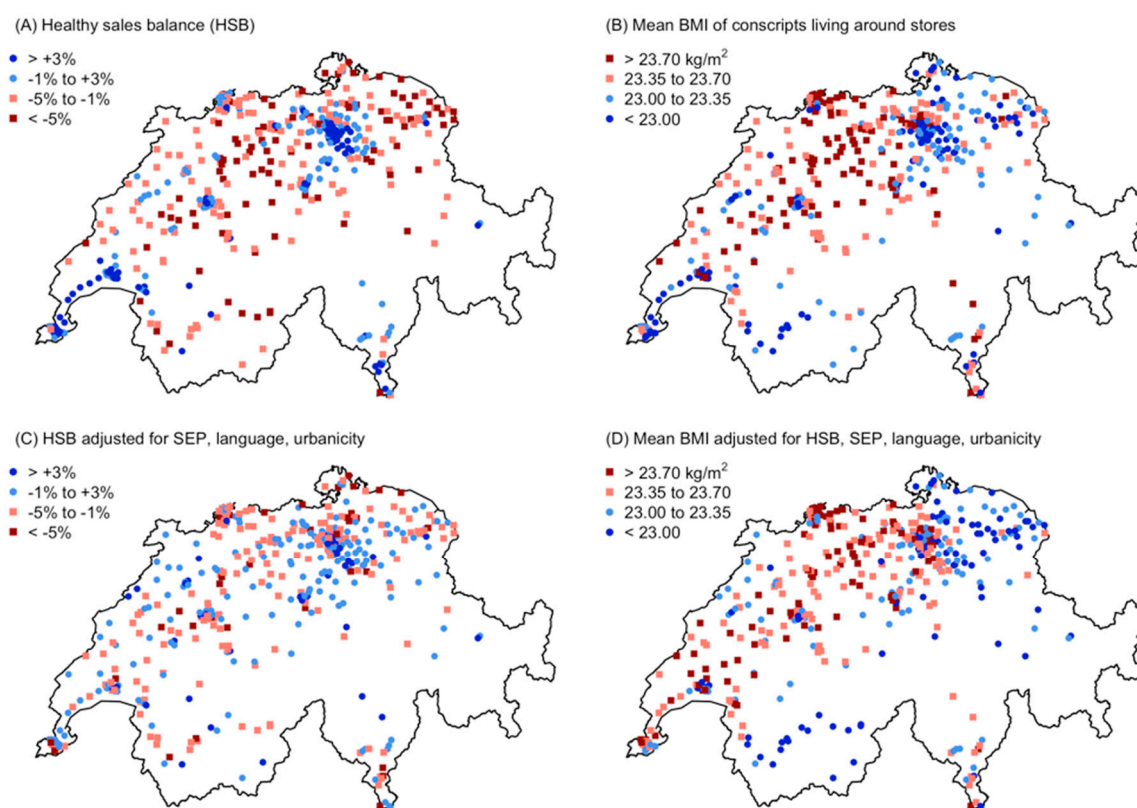 (A) Healthy sales balance (HSB)
> +3%
-1% to +3%
-5% to -1%
< -5%
(B) Mean BMI of conscripts living around stores
> 23.70 kg/m²
23.35 to 23.70
23.00 to 23.35
< 23.00
(C) HSB adjusted for SEP, language, urbanicity
> +3%
-1% to +3%
-5% to -1%
< -5%
(D) Mean BMI adjusted for HSB, SEP, language, urbanicity
> 23.70 kg/m²
23.35 to 23.70
23.00 to 23.35
< 23.00